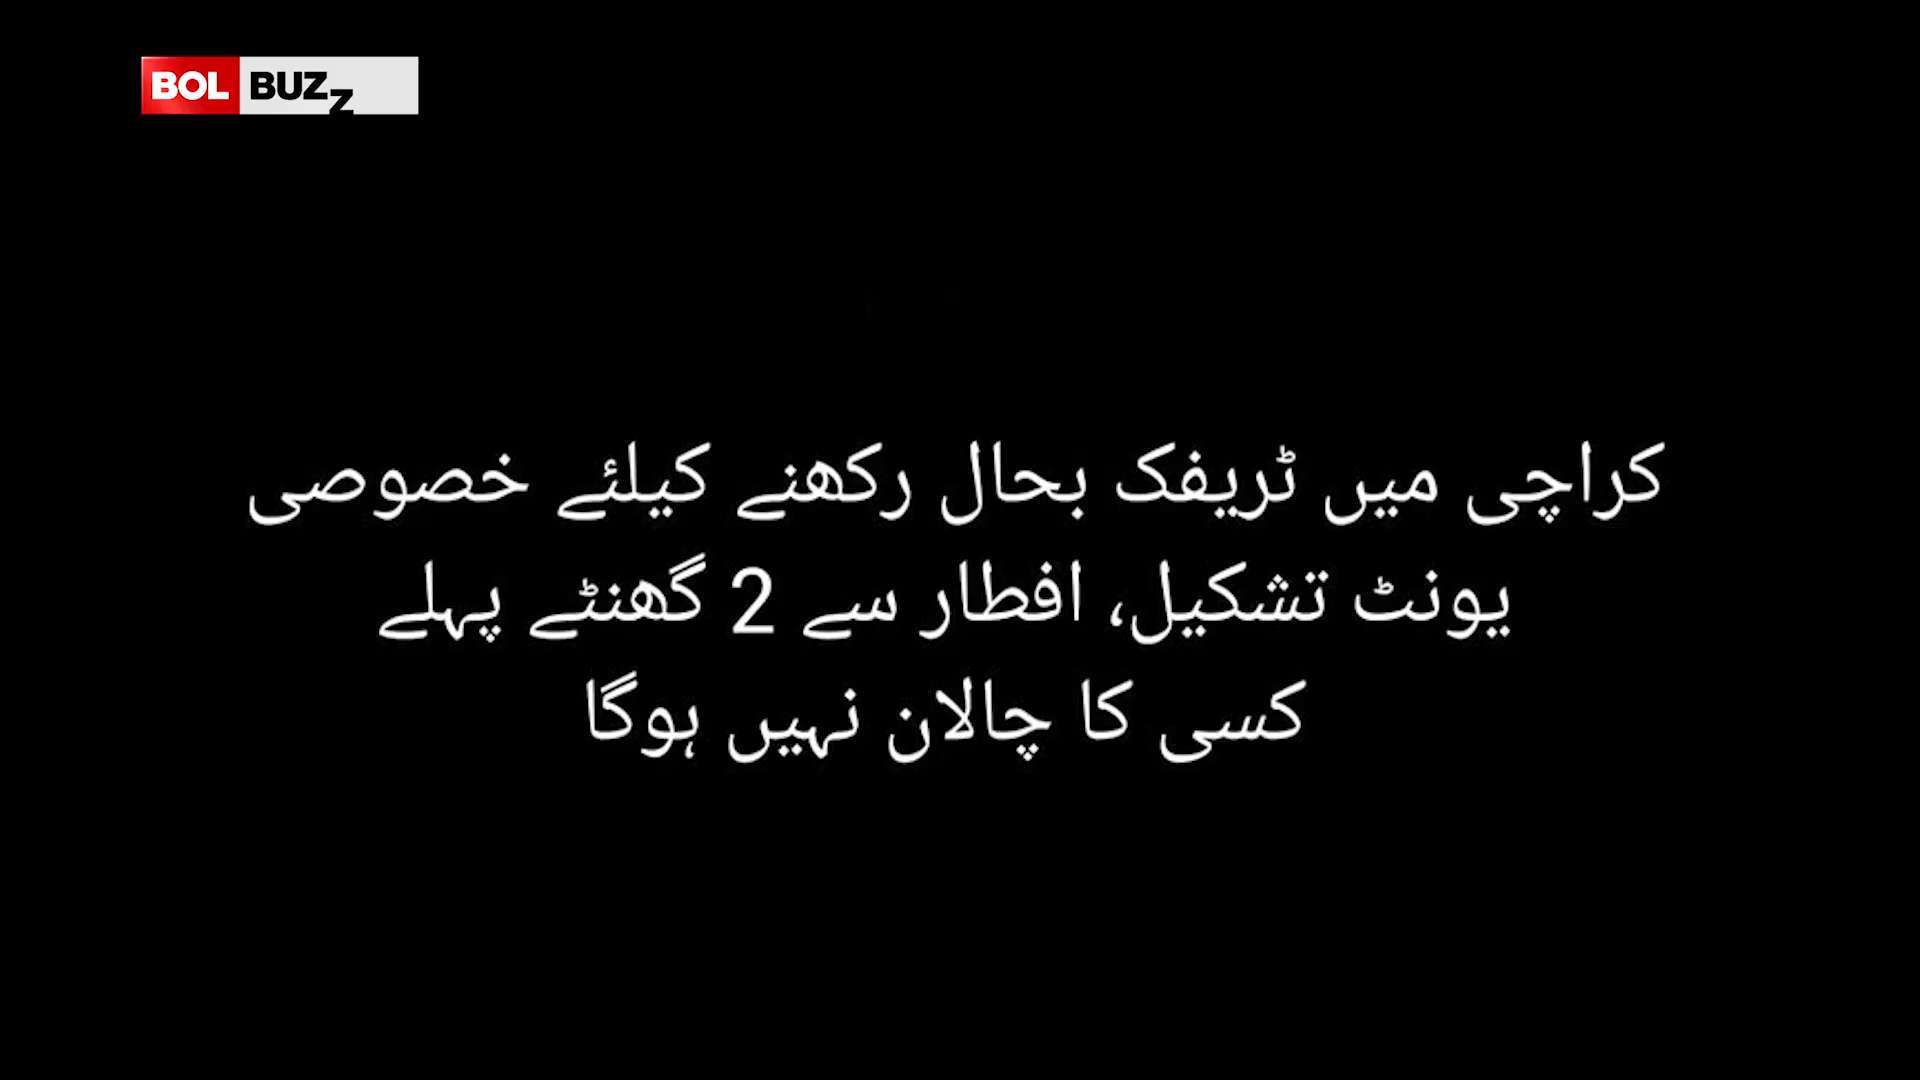 BOL BUZZ
کراچی میں ٹریفک بحال رکھنے کیلئے خصوصی
یونٹ تشکیل، افطار سے 2 گھنٹے پہلے
کسی کا چالان نہیں ہوگا